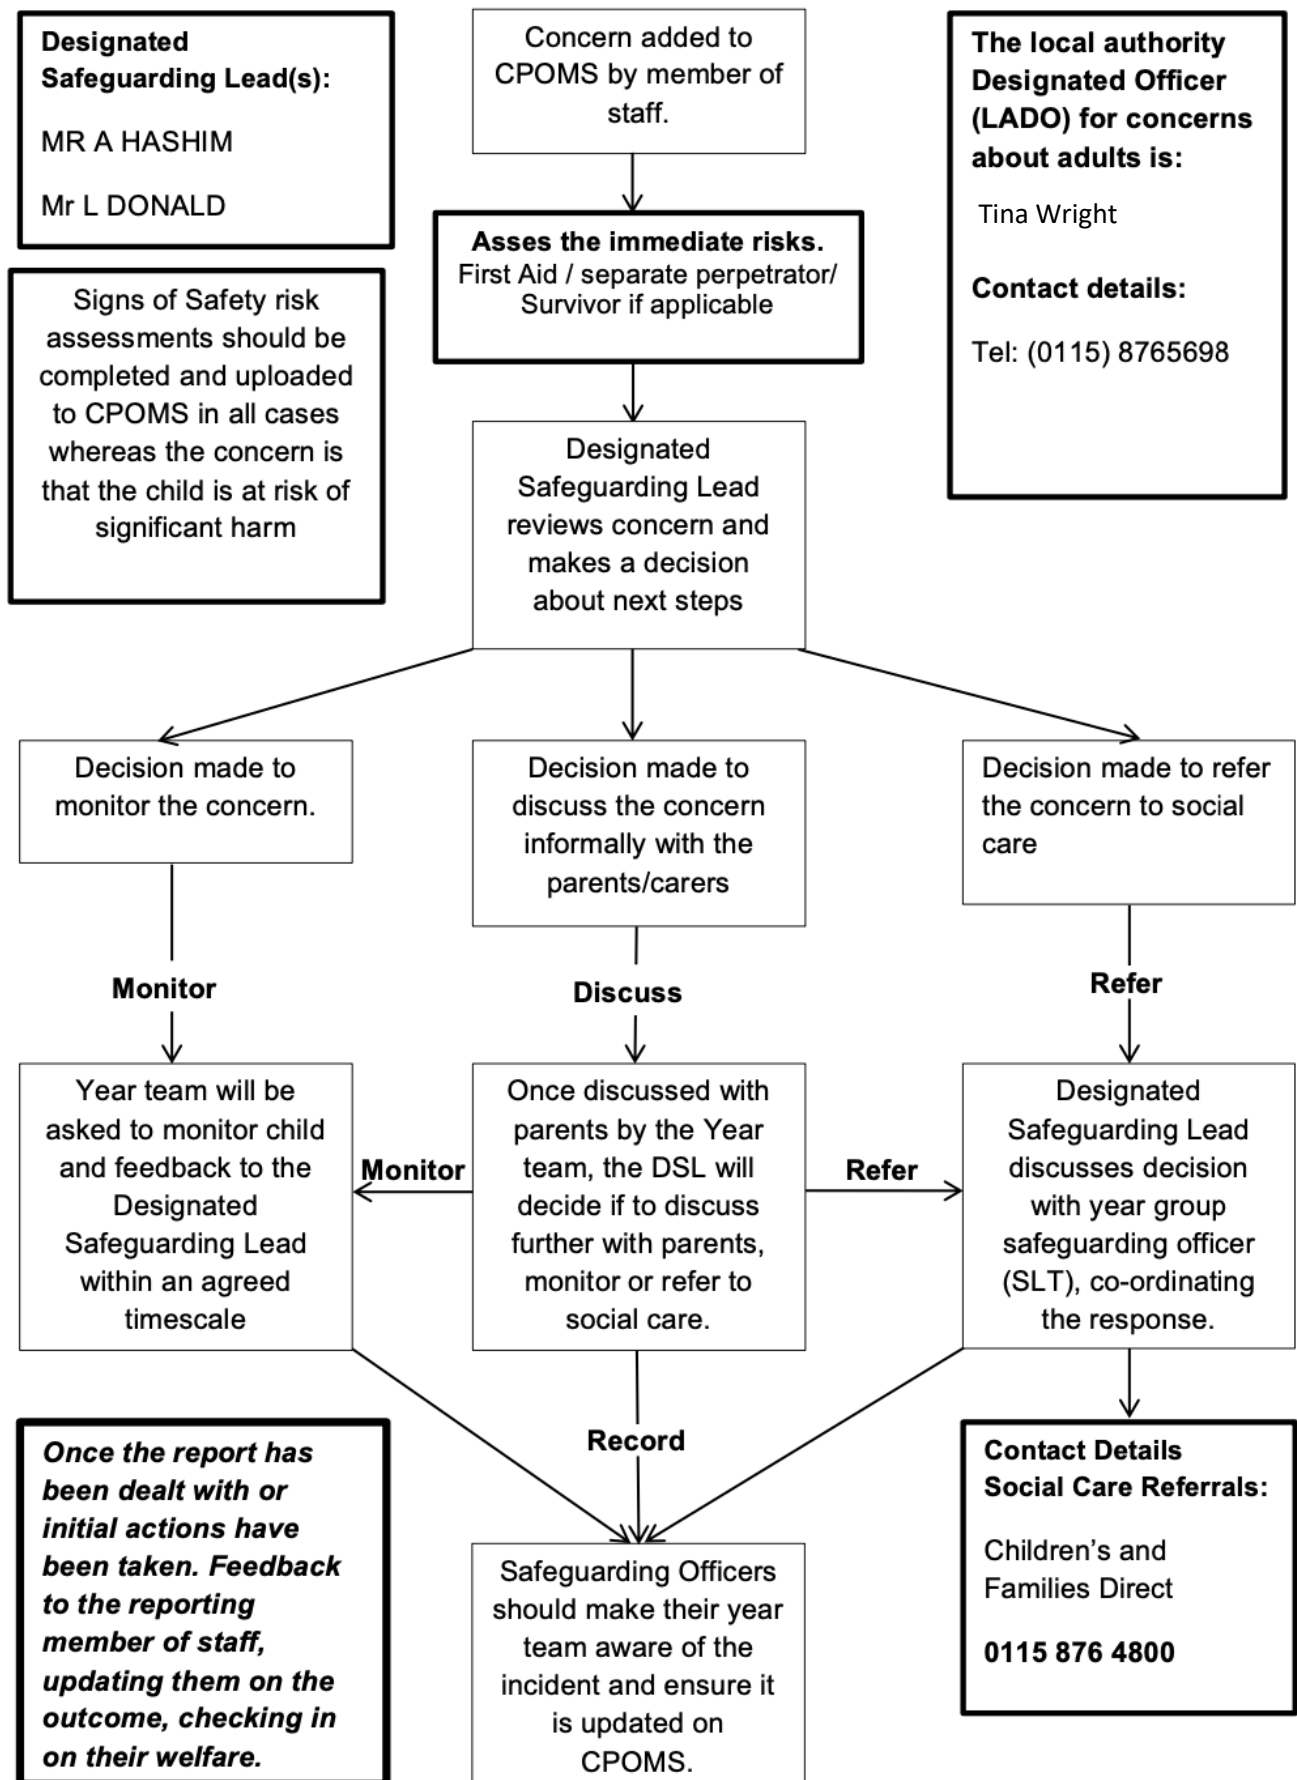 Designated
Safeguarding Lead(s):
MR A HASHIM
Mr L DONALD
Concern added to
CPOMS by member of
staff.
The local authority
Designated Officer
(LADO) for concerns
about adults is:
Tina Wright
Contact details:
Tel: (0115) 8765698
Asses the immediate risks.
First Aid / separate perpetrator/
Survivor if applicable
Signs of Safety risk
assessments should be
completed and uploaded
to CPOMS in all cases
whereas the concern is
that the child is at risk of
significant harm
Designated
Safeguarding Lead
reviews concern and
makes a decision
about next steps
Decision made to
monitor the concern.
Decision made to
discuss the concern
informally with the
parents/carers
Decision made to refer
the concern to social
care
Monitor
Discuss
Refer
Year team will be
asked to monitor child
and feedback to the
Designated
Safeguarding Lead
within an agreed
timescale
Monitor
Once discussed with
parents by the Year
team, the DSL will
decide if to discuss
further with parents,
monitor or refer to
social care.
Refer
Designated
Safeguarding Lead
discusses decision
with year group
safeguarding officer
(SLT), co-ordinating
the response.
Record
Once the report has
been dealt with or
initial actions have
been taken. Feedback
to the reporting
member of staff,
updating them on the
outcome, checking in
on their welfare.
Safeguarding Officers
should make their year
team aware of the
incident and ensure it
is updated on
CPOMS.
Contact Details
Social Care Referrals:
Children's and
Families Direct
0115 876 4800